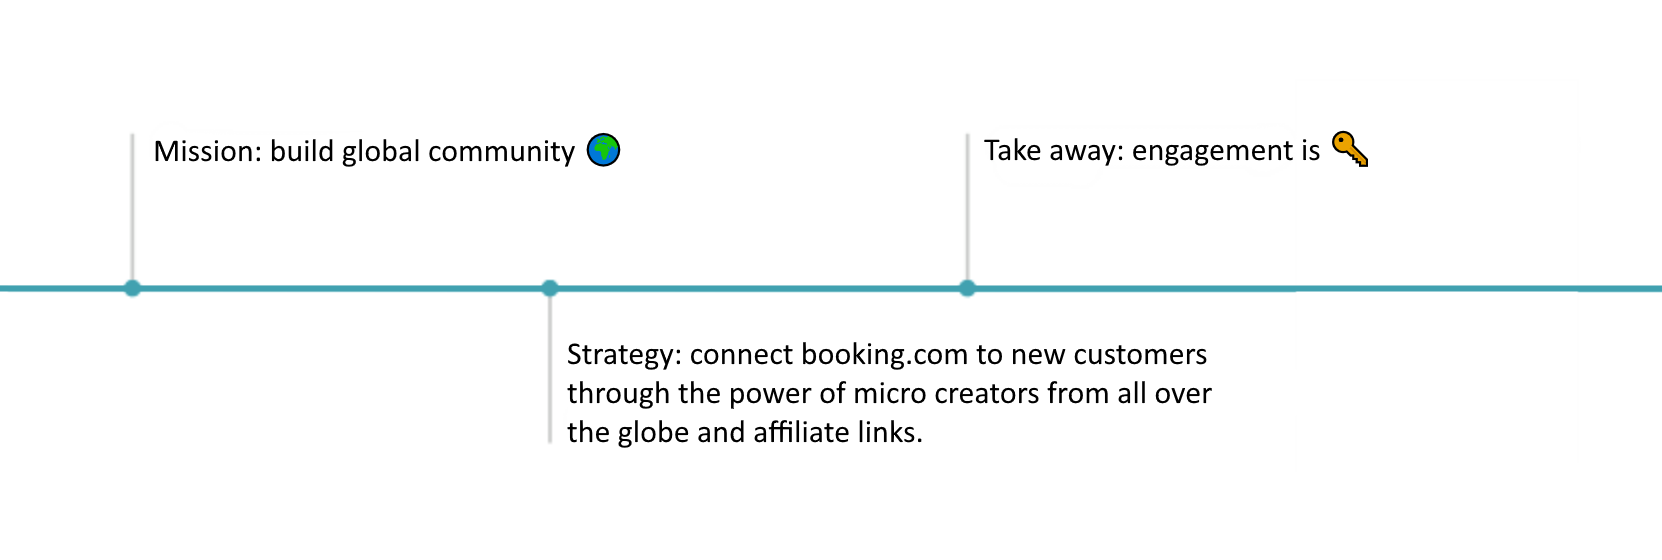 Mission: build global community 🌍
Take away: engagement is 🔑
Strategy: connect booking.com to new customers
through the power of micro creators from all over
the globe and affiliate links.